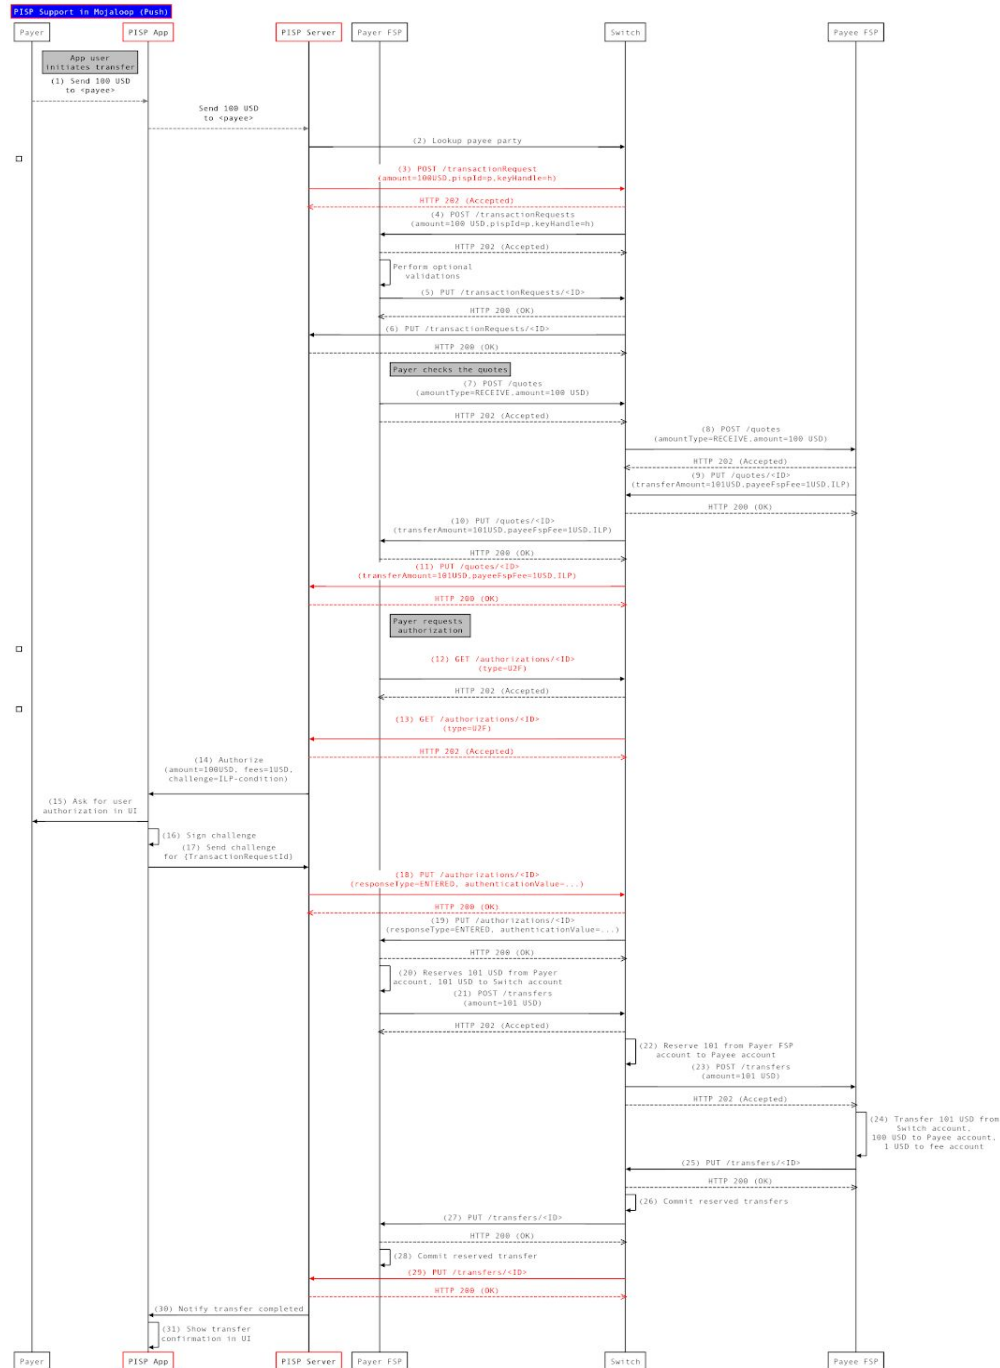 PISP Support in Mojaloop (Push)
Payer
PISP App
PISP Server
Payer FSP
Switch
Payee FSP
App user
initiates transfer
(1) Send 100 USD
to <payee>
Send 100 USD
to <payee>
(2) Lookup payee party
(3) POST /transactionRequest
(amount=100USD,pispId=p,keyHandle=h)
HTTP 202 (Accepted)
(4) POST /transactionRequests
(amount=100 USD,pispId=p,keyHandle=h)
HTTP 202 (Accepted)
Perform optional
validations
(5) PUT /transactionRequests/<ID>
HTTP 200 (OK)
(6) PUT /transactionRequests/<ID>
HTTP 200 (OK)
Payer checks the quotes
(7) POST /quotes
(amountType=RECEIVE,amount=100 USD)
HTTP 202 (Accepted)
(8) POST /quotes
(amountType=RECEIVE,amount=100 USD)
HTTP 202 (Accepted)
(9) PUT /quotes/<ID>
(transferAmount=101USD,payeeFspFee=1USD,ILP)
HTTP 200 (OK)
(10) PUT /quotes/<ID>
(transferAmount=101USD,payeeFspFee=1USD,ILP)
HTTP 200 (OK)
(11) PUT /quotes/<ID>
(transferAmount=101USD,payeeFspFee=1USD,ILP)
HTTP 200 (OK)
Payer requests
authorization
(12) GET /authorizations/<ID>
(type=U2F)
HTTP 202 (Accepted)
(13) GET /authorizations/<ID>
(type=U2F)
HTTP 202 (Accepted)
(14) Authorize
(amount=100USD, fees=1USD,
challenge=ILP-condition)
(15) Ask for user
authorization in UI
(16) Sign challenge
(17) Send challenge
for {TransactionRequestId}
(18) PUT /authorizations/<ID>
(responseType=ENTERED, authenticationValue=...)
HTTP 200 (OK)
(19) PUT /authorizations/<ID>
(responseType=ENTERED, authenticationValue=...)
HTTP 200 (OK)
(20) Reserves 101 USD from Payer
account, 101 USD to Switch account
(21) POST /transfers
(amount=101 USD)
HTTP 202 (Accepted)
(22) Reserve 101 from Payer FSP
account to Payee account
(23) POST /transfers
(amount=101 USD)
HTTP 202 (Accepted)
(24) Transfer 101 USD from
Switch account,
100 USD to Payee account,
1 USD to fee account
(25) PUT /transfers/<ID>
HTTP 200 (OK)
(26) Commit reserved transfers
(27) PUT /transfers/<ID>
HTTP 200 (OK)
(28) Commit reserved transfer
(29) PUT /transfers/<ID>
HTTP 200 (OK)
(30) Notify transfer completed
(31) Show transfer
confirmation in UI
Payer
PISP App
PISP Server
Payer FSP
Switch
Payee FSP